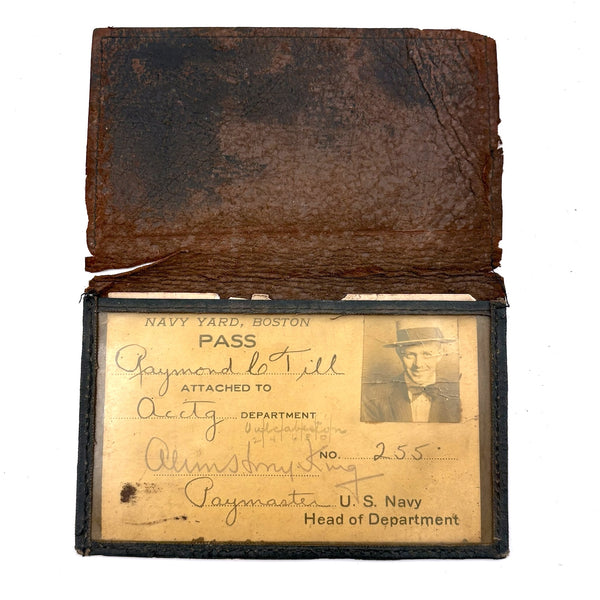 NAVY YARD, BOSTON
PASS
Raymond C Till
ATTACHED TO
Acctg DEPARTMENT
NO. 255.
Paymaster U. S. Navy
Head of Department